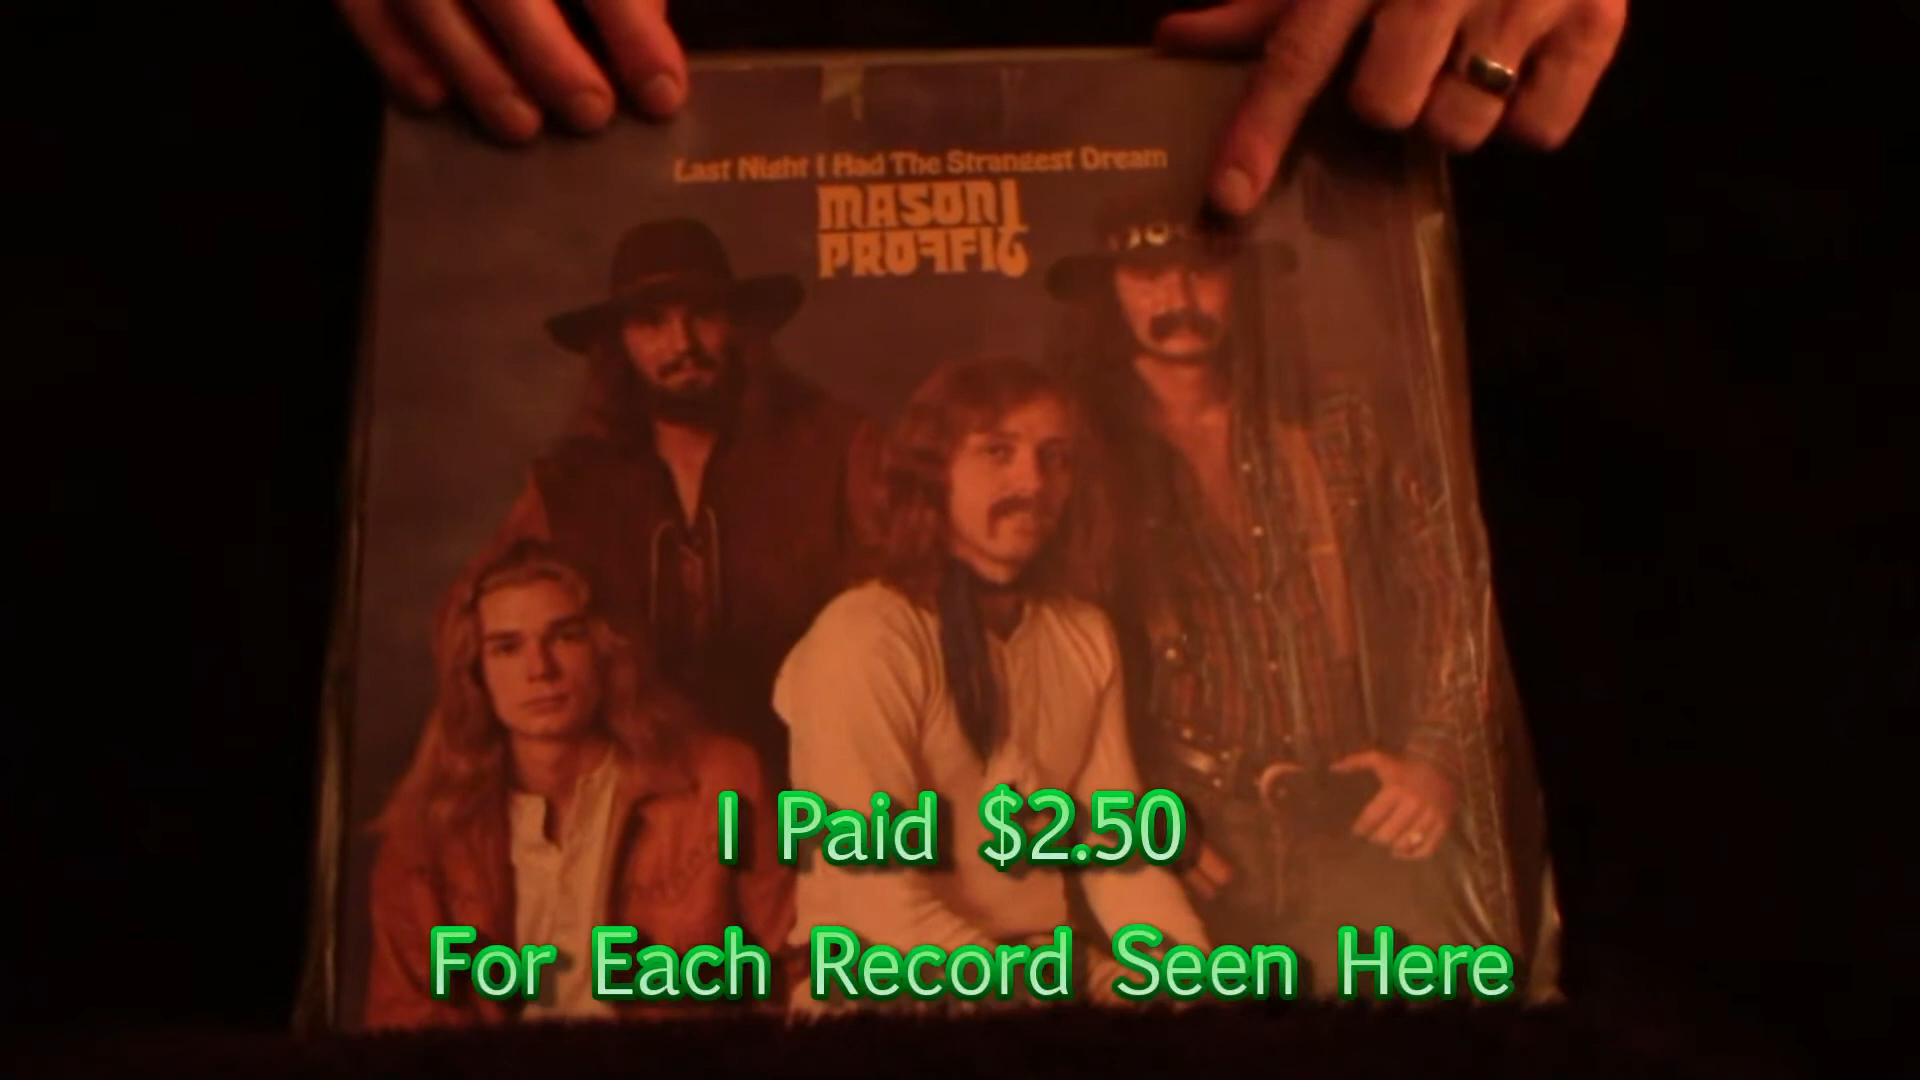 Last Night I Had The Strangest Dream
MASON
PROFFIT
I Paid $2.50
For Each Record Seen Here